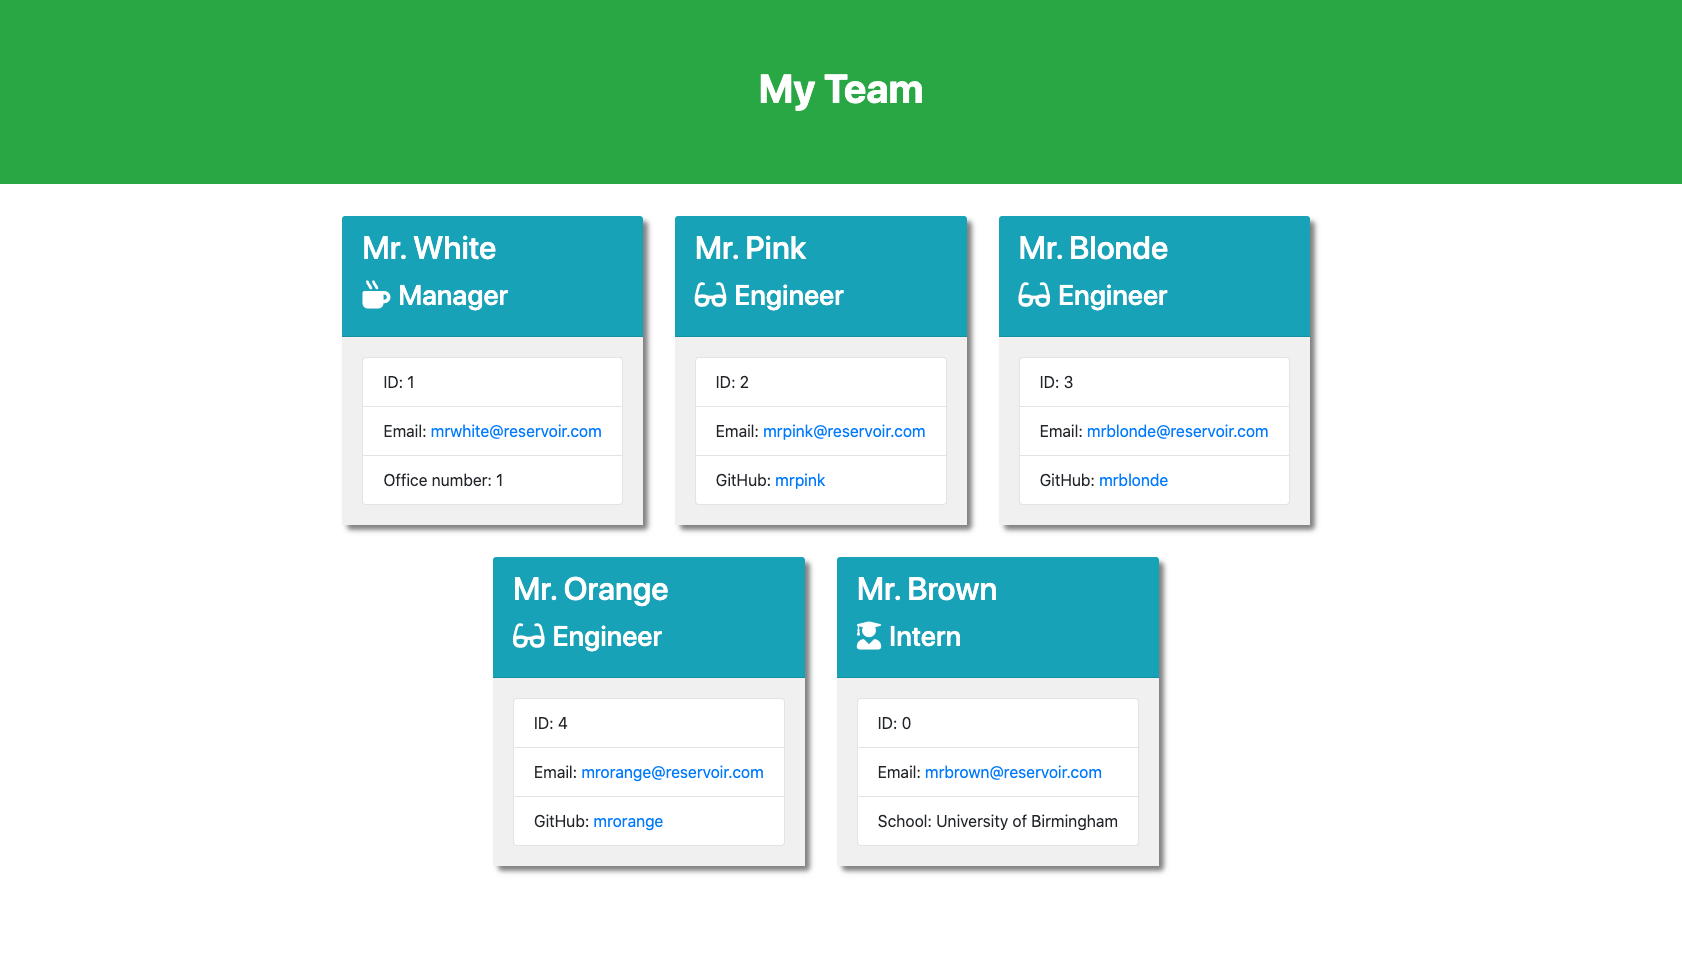 My Team
Mr. White
Manager
ID: 1
Email: mrwhite@reservoir.com
Office number: 1
Mr. Pink
Engineer
ID: 2
Email: mrpink@reservoir.com
GitHub: mrpink
Mr. Blonde
Engineer
ID: 3
Email: mrblonde@reservoir.com
GitHub: mrblonde
Mr. Orange
Engineer
ID: 4
Email: mrorange@reservoir.com
GitHub: mrorange
Mr. Brown
Intern
ID: 0
Email: mrbrown@reservoir.com
School: University of Birmingham